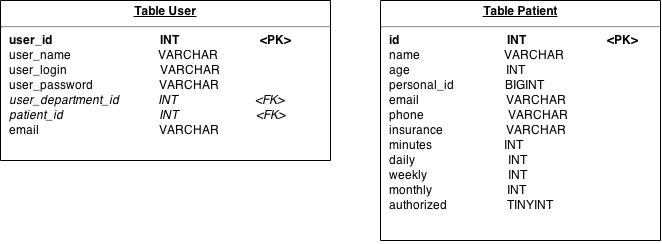 Table User
user_id INT <PK>
user_name VARCHAR
user_login VARCHAR
user_password VARCHAR
user_department_id INT <FK>
patient_id INT <FK>
email VARCHAR
Table Patient
id INT <PK>
name VARCHAR
age INT
personal_id BIGINT
email VARCHAR
phone VARCHAR
insurance VARCHAR
minutes INT
daily INT
weekly INT
monthly INT
authorized TINYINT